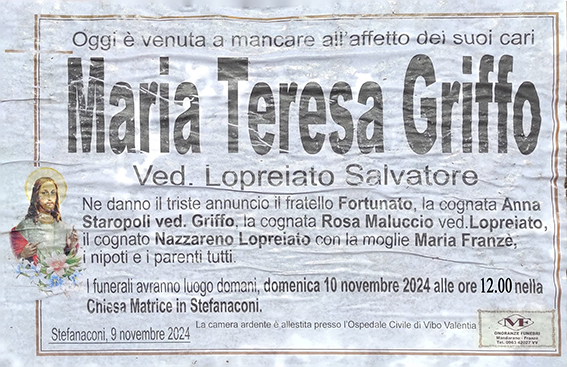 Oggi è venuta a mancare all'affetto dei suoi cari
Maria Teresa Griffo
Ved. Lopreiato Salvatore
Ne danno il triste annuncio il fratello Fortunato, la cognata Anna
Staropoli ved. Griffo, la cognata Rosa Maluccio ved.Lopreiato,
il cognato Nazzareno Lopreiato con la moglie Maria Franzé,
i nipoti e i parenti tutti.
I funerali avranno luogo domani, domenica 10 novembre 2024 alle ore 12.00 nella
Chiesa Matrice in Stefanaconi.
La camera ardente è allestita presso l'Ospedale Civile di Vibo Valentia
Stefanaconi, 9 novembre 2024
MF
ONORANZE FUNEBRI
Mandarano - Franzè